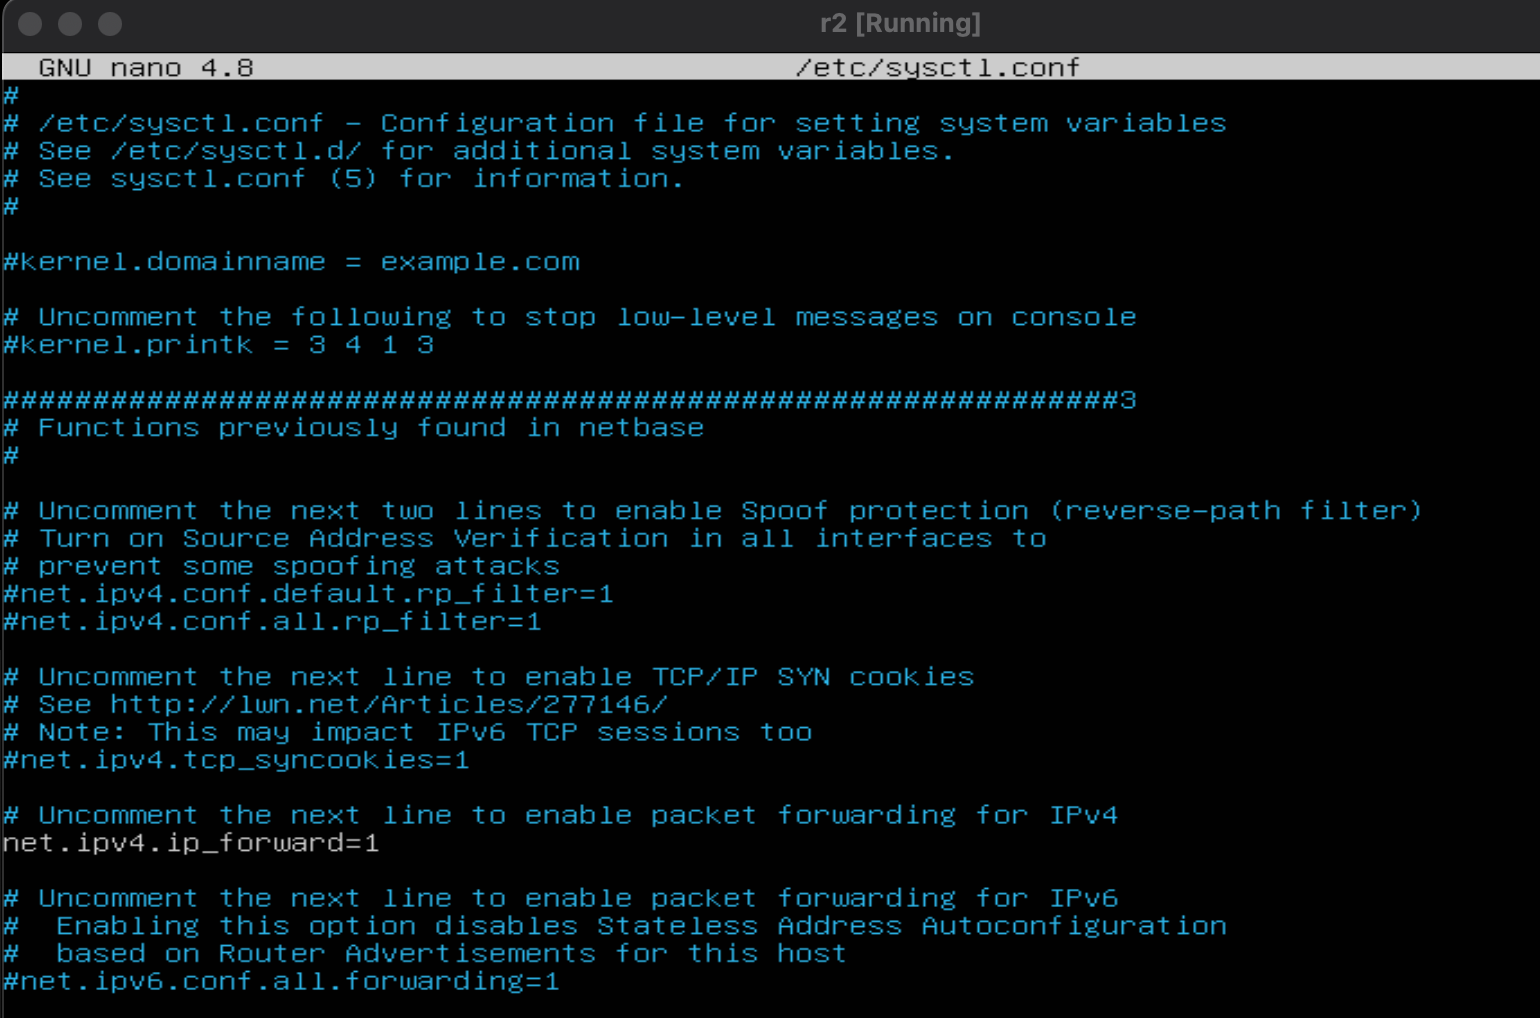 r2 [Running]
GNU nano 4.8 /etc/sysctl.conf
#
# /etc/sysctl.conf - Configuration file for setting system variables
# See /etc/sysctl.d/ for additional system variables.
# See sysctl.conf (5) for information.
#
#kernel.domainname = example.com
# Uncomment the following to stop low-level messages on console
#kernel.printk = 3 4 1 3
##############################################################3
# Functions previously found in netbase
#
# Uncomment the next two lines to enable Spoof protection (reverse-path filter)
# Turn on Source Address Verification in all interfaces to
# prevent some spoofing attacks
#net.ipv4.conf.default.rp_filter=1
#net.ipv4.conf.all.rp_filter=1
# Uncomment the next line to enable TCP/IP SYN cookies
# See http://lwn.net/Articles/277146/
# Note: This may impact IPv6 TCP sessions too
#net.ipv4.tcp_syncookies=1
# Uncomment the next line to enable packet forwarding for IPv4
net.ipv4.ip_forward=1
# Uncomment the next line to enable packet forwarding for IPv6
#  Enabling this option disables Stateless Address Autoconfiguration
#  based on Router Advertisements for this host
#net.ipv6.conf.all.forwarding=1